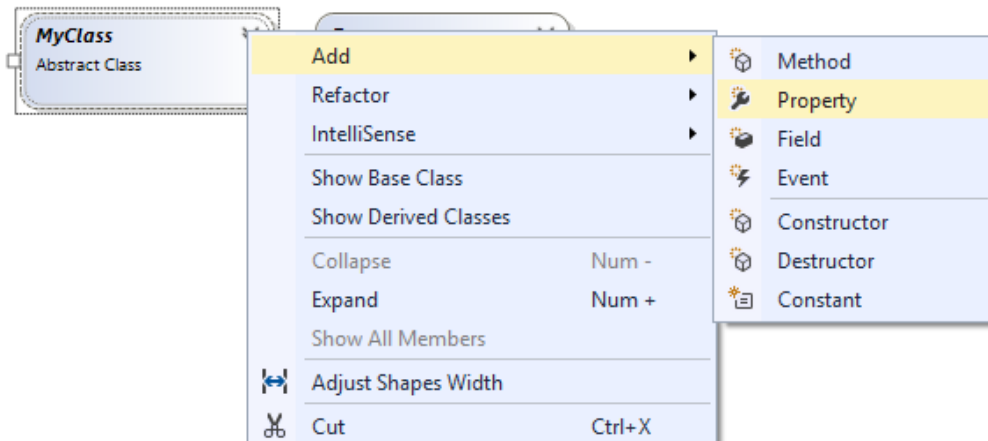 MyClass
Abstract Class
Add
Refactor
IntelliSense
Show Base Class
Show Derived Classes
Collapse Num -
Expand Num +
Show All Members
Adjust Shapes Width
Cut Ctrl+X
Method
Property
Field
Event
Constructor
Destructor
Constant